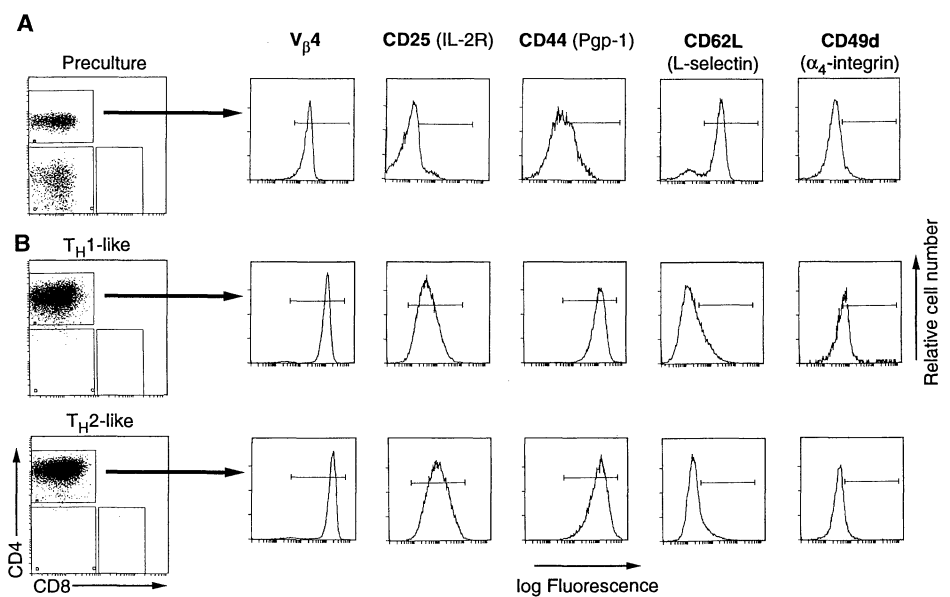 A
Preculture
V β 4
CD25 (IL-2R)
CD44 (Pgp-1)
CD62L
(L-selectin)
CD49d
(α4-integrin)
B
TH1-like
TH2-like
Relative cell number
CD4
CD8
log Fluorescence